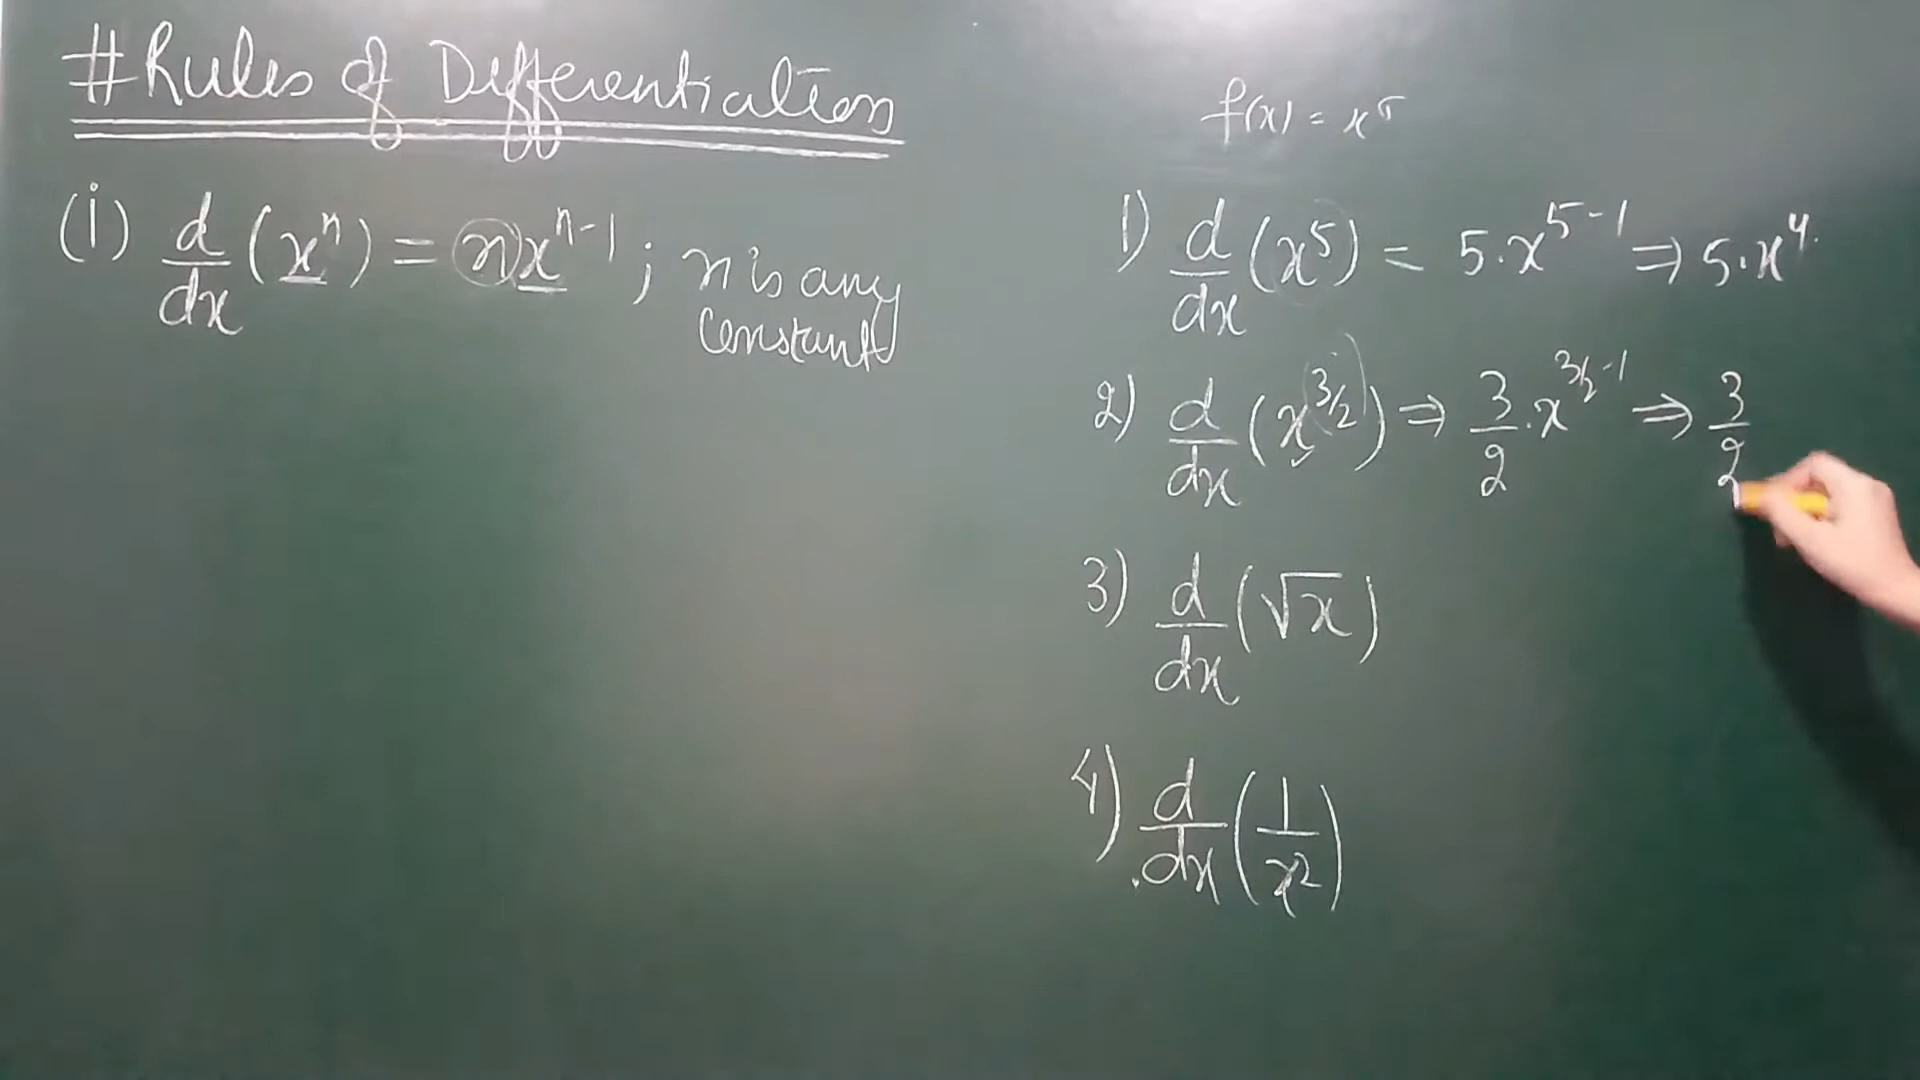 #Rules of Differentiation
(i) d/dx (xⁿ) = n xⁿ⁻¹ ; n is any
constant
f(x) = x⁵
1) d/dx (x⁵) = 5·x⁵⁻¹ ⇒ 5·x⁴
2) d/dx (x^3/2) ⇒ 3/2 · x^3/2-1 ⇒ 3/2
3) d/dx (√x)
4) d/dx (1/x²)